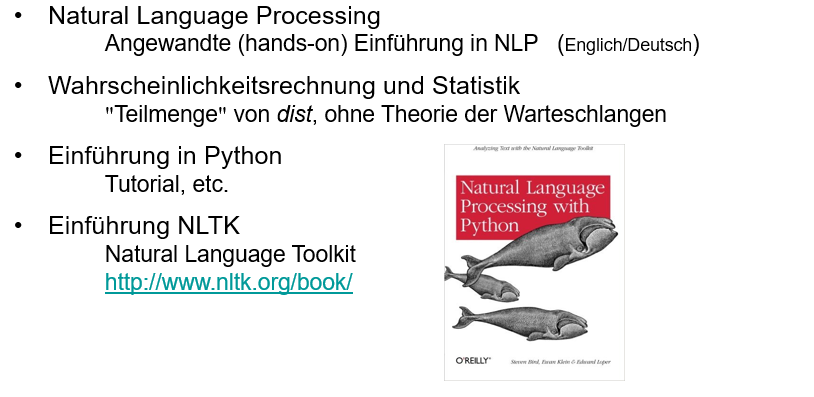 • Natural Language Processing
Angewandte (hands-on) Einführung in NLP (Englich/Deutsch)
• Wahrscheinlichkeitsrechnung und Statistik
"Teilmenge" von dist, ohne Theorie der Warteschlangen
• Einführung in Python
Tutorial, etc.
• Einführung NLTK
Natural Language Toolkit
http://www.nltk.org/book/
Analyzing Text with the Natural Language Toolkit
Natural Language
Processing with
Python
O'REILLY®
Steven Bird, Ewan Klein & Edward Loper